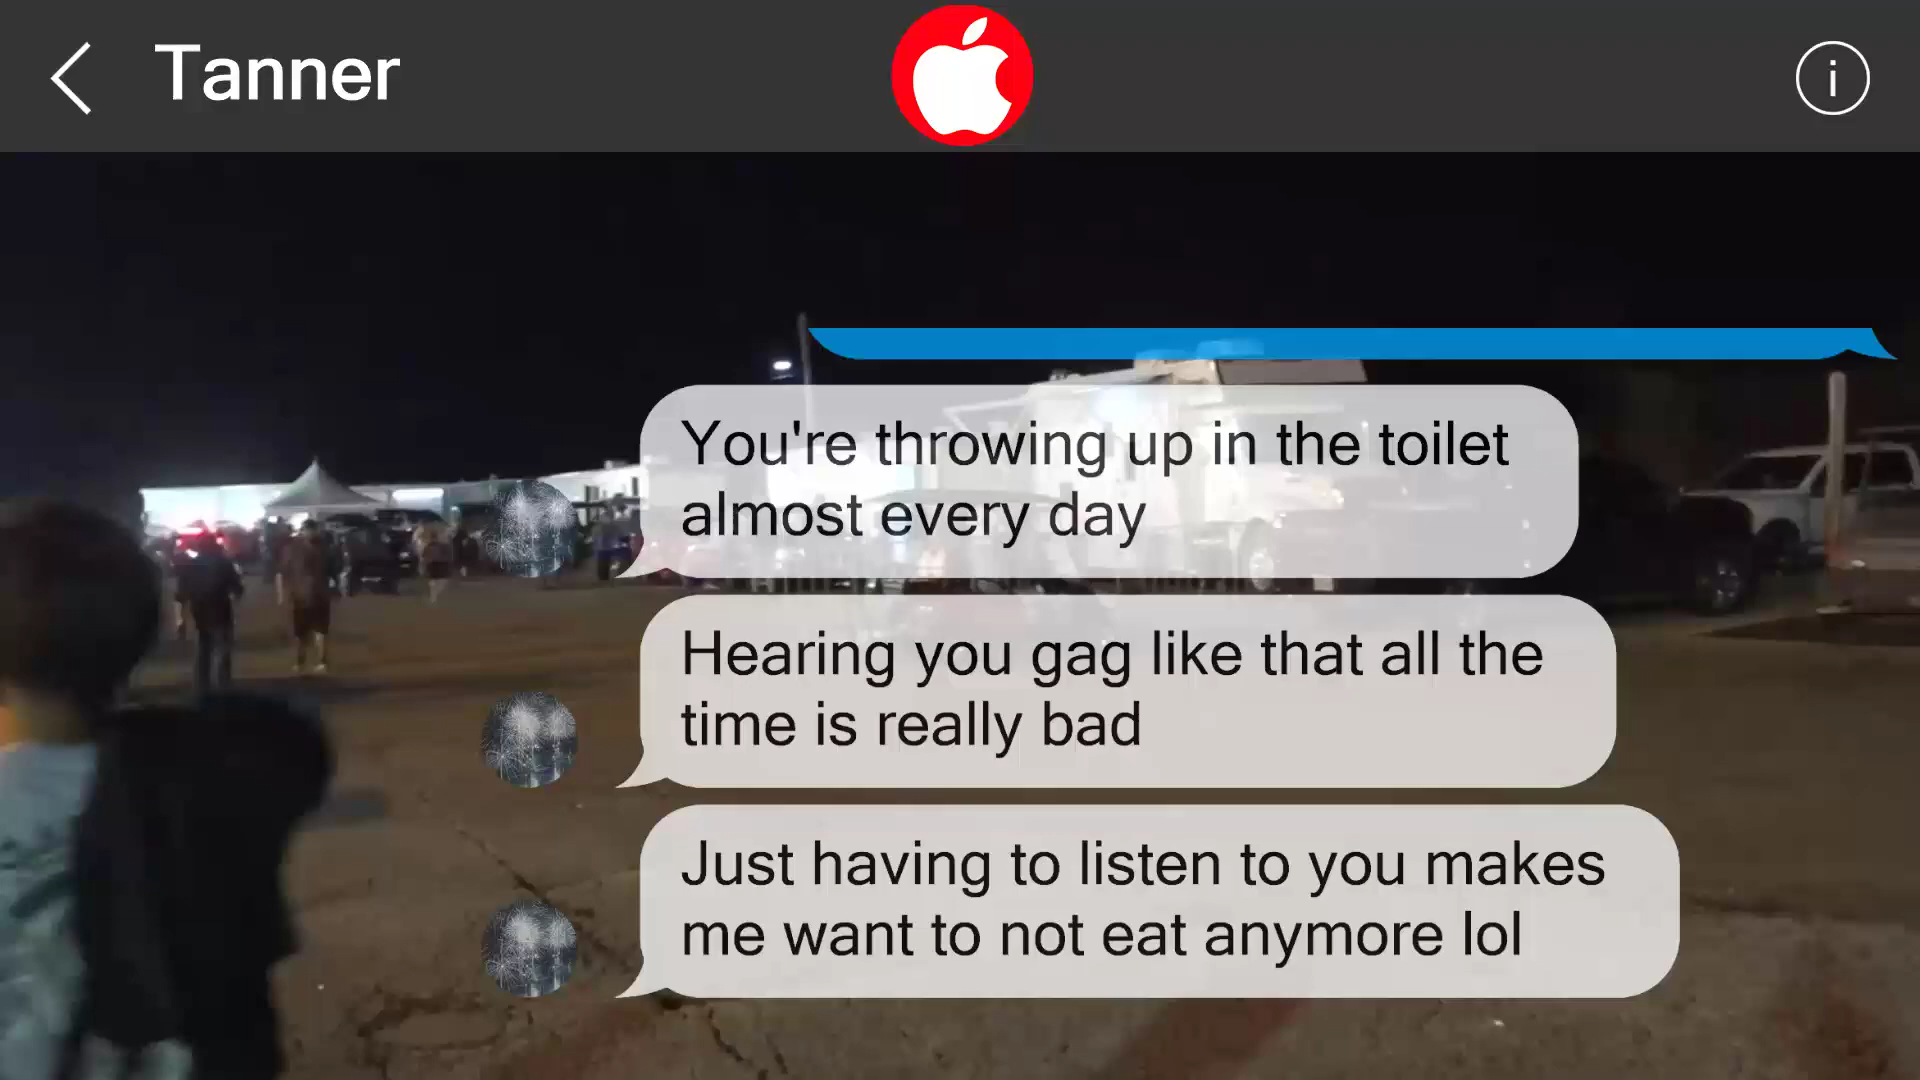 Tanner
You're throwing up in the toilet
almost every day
Hearing you gag like that all the
time is really bad
Just having to listen to you makes
me want to not eat anymore lol